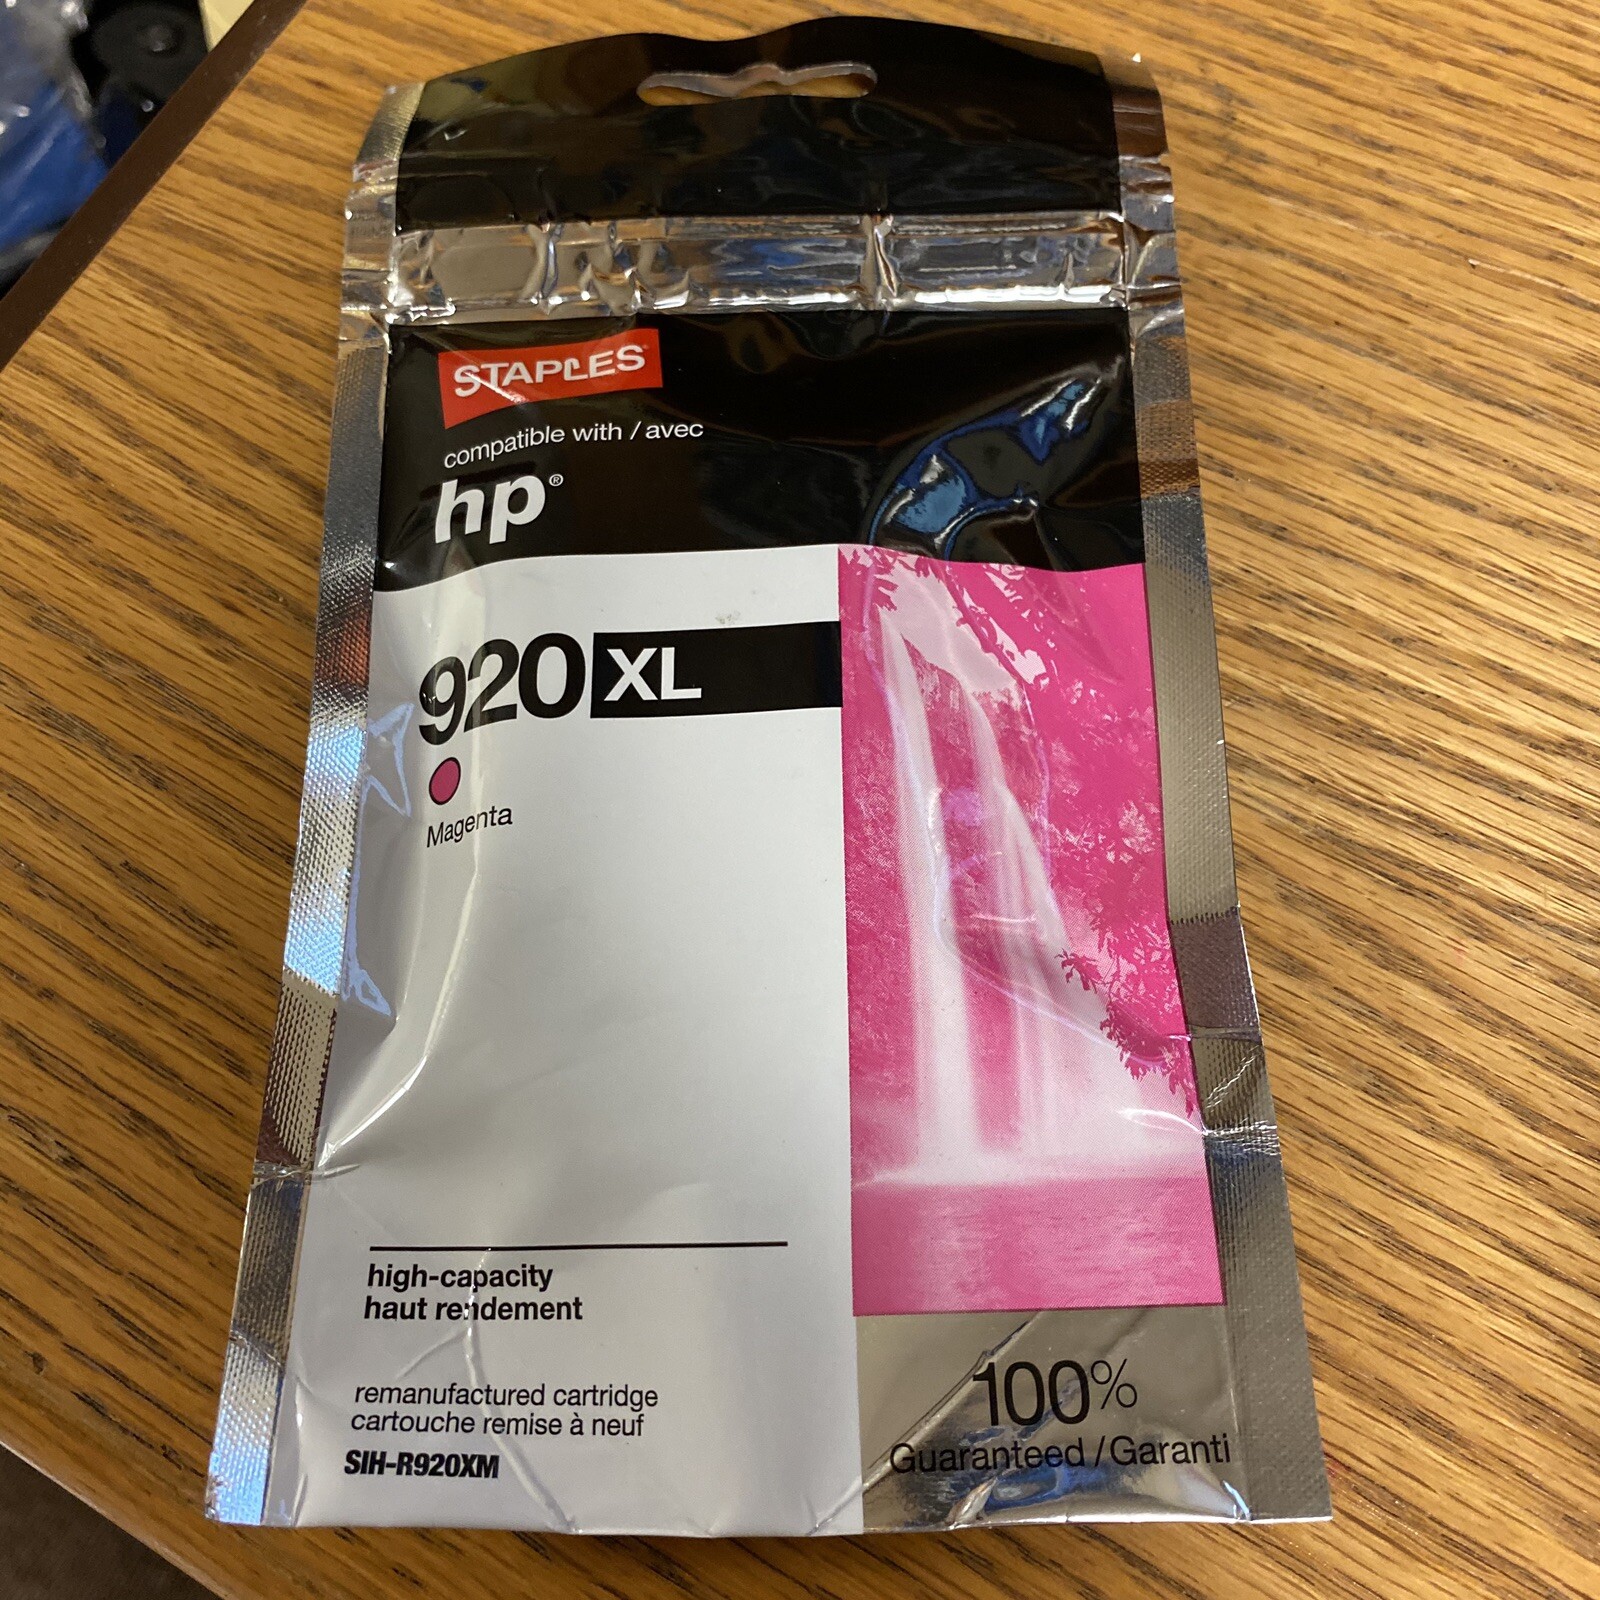 STAPLES
compatible with / avec
hp®
920 XL
Magenta
high-capacity
haut rendement
remanufactured cartridge
cartouche remise à neuf
SIH-R920XM
100%
Guaranteed / Garanti